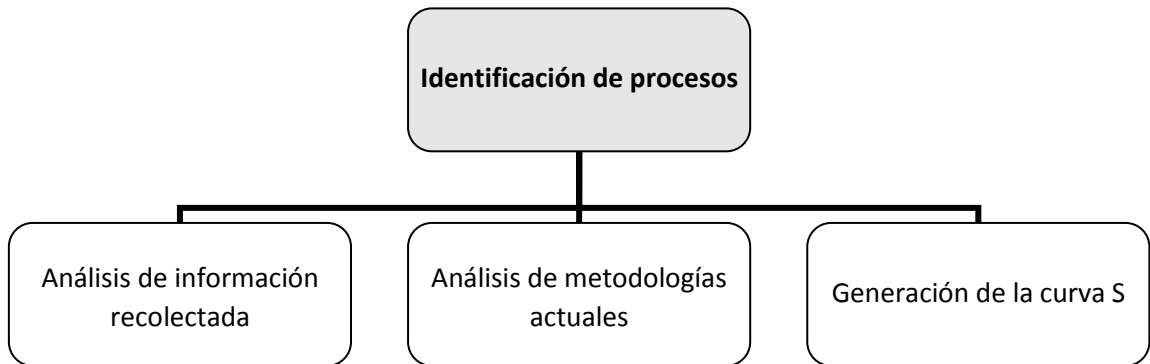 Identificación de procesos
Análisis de información
recolectada
Análisis de metodologías
actuales
Generación de la curva S